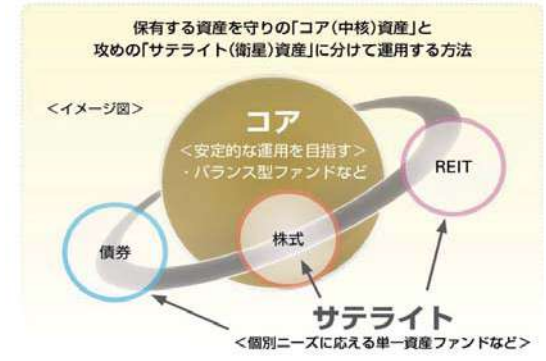 保有する資産を守りの「コア(中核)資産」と
攻めの「サテライト(衛星)資産」に分けて運用する方法
＜イメージ図＞
コア
＜安定的な運用を目指す＞
・バランス型ファンドなど
REIT
株式
債券
サテライト
＜個別ニーズに応える単一資産ファンドなど＞